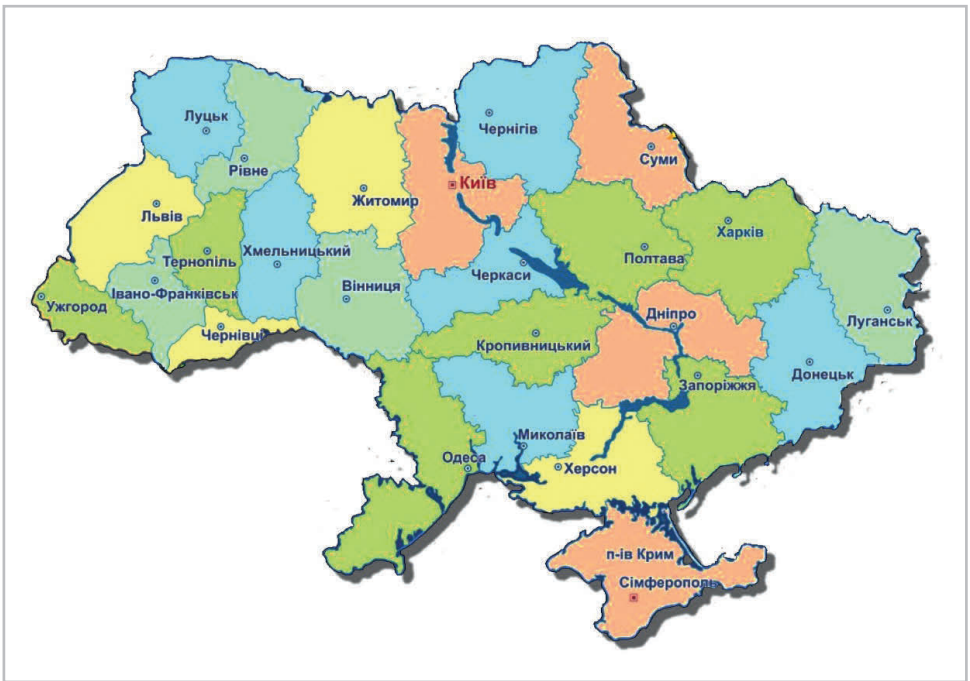 Луцьк
Рівне
Житомир
Київ
Чернігів
Суми
Львів
Тернопіль
Хмельницький
Вінниця
Черкаси
Полтава
Харків
Ужгород
Івано-Франківськ
Чернівці
Кропивницький
Дніпро
Луганськ
Запоріжжя
Донецьк
Миколаїв
Одеса
Херсон
п-ів Крим
Сімферополь